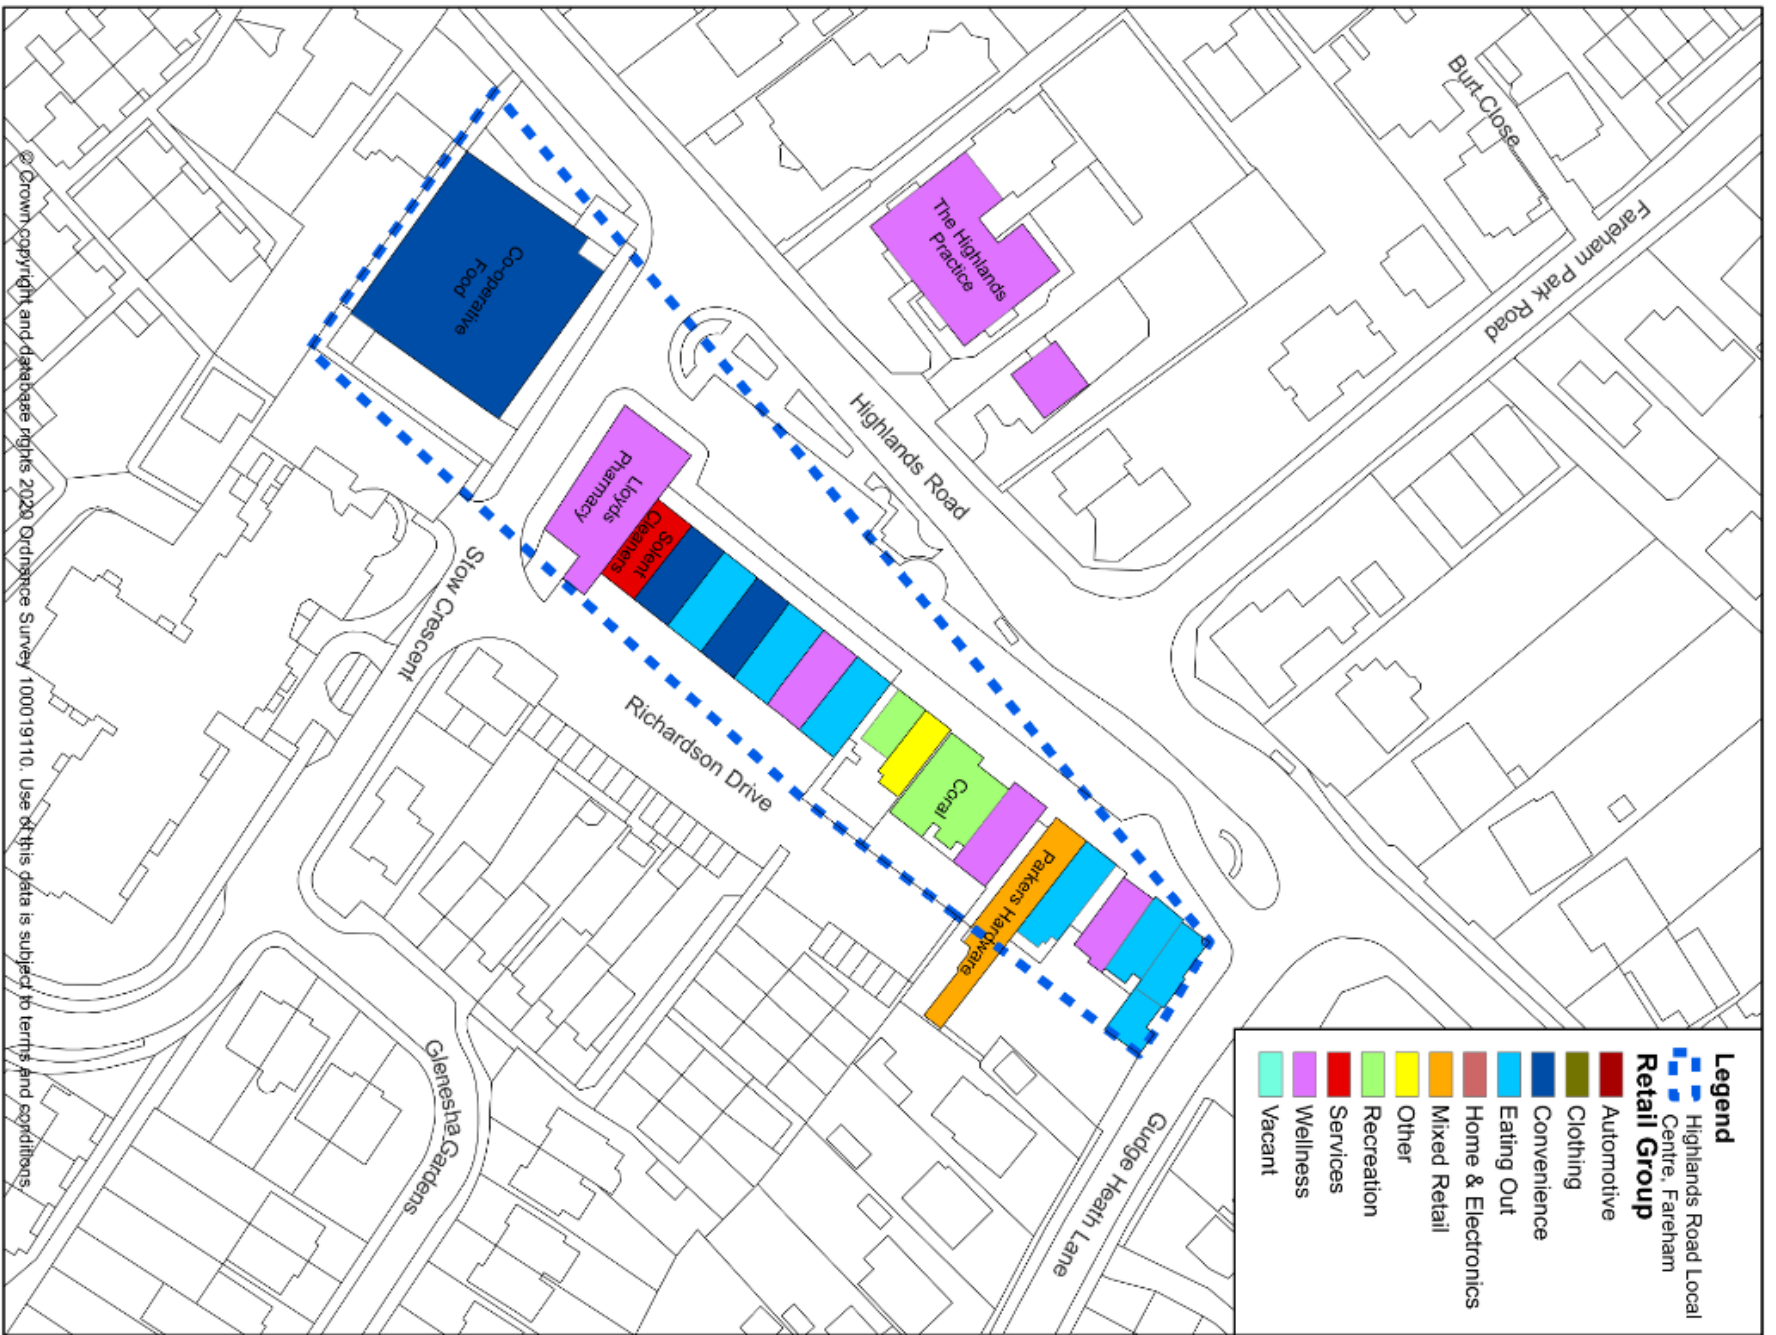 Burt Close
Fareham Park Road
The Highlands
Practice
Co-operative
Food
Highlands Road
Lloyds
Pharmacy
Solent
Cleaners
Stow Crescent
Richardson Drive
Coral
Parkers Hardware
Glenesha Gardens
Gudge Heath Lane
Legend
Highlands Road Local
Centre, Fareham
Retail Group
Automotive
Clothing
Convenience
Eating Out
Home & Electronics
Mixed Retail
Other
Recreation
Services
Wellness
Vacant
© Crown copyright and database rights 2020 Ordnance Survey 100019110. Use of this data is subject to terms and conditions